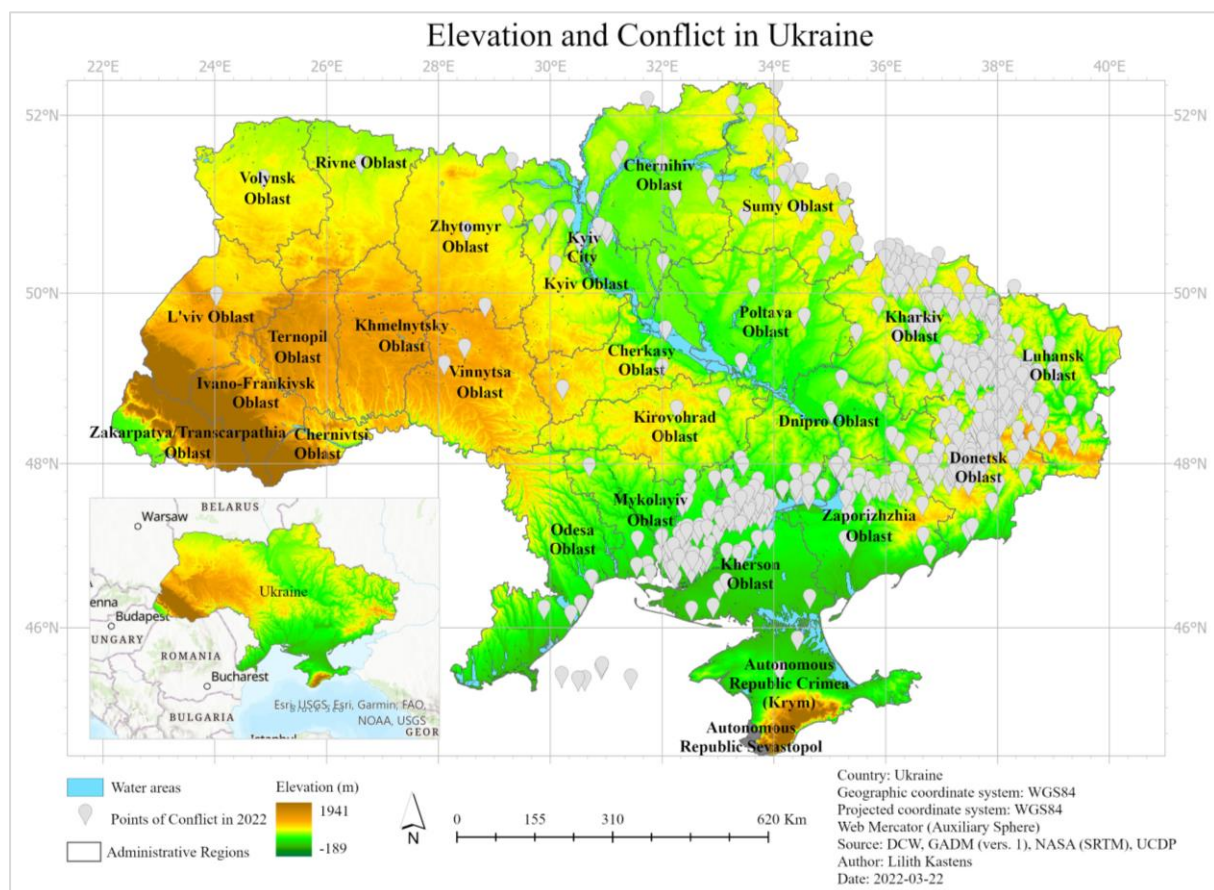 Elevation and Conflict in Ukraine
22°E 24°E 26°E 28°E 30°E 32°E 34°E 36°E 38°E 40°E
52°N 52°N
Rivne Oblast
Chernihiv
Oblast
Volynsk
Oblast
Sumy Oblast
Zhytomyr
Oblast
Kyiv
City
Kyiv Oblast
50°N 50°N
L'viv Oblast
Ternopil
Oblast
Khmelnytsky
Oblast
Poltava
Oblast
Kharkiv
Oblast
Cherkasy
Oblast
Luhansk
Oblast
Vinnytsa
Oblast
Ivano-Frankivsk
Oblast
Kirovohrad
Oblast
Dnipro Oblast
Zakarpatya/Transcarpathia
Oblast
Chernivtsi
Oblast
48°N 48°N
Donetsk
Oblast
Mykolayiv
Oblast
Zaporizhzhia
Oblast
Odesa
Oblast
Kherson
Oblast
46°N 46°N
Autonomous
Republic Crimea
(Krym)
Autonomous
Republic Sevastopol
BELARUS
Warsaw
Ukraine
enna
Budapest
UNGARY
ROMANIA
Bucharest
Esri, USGS, Esri, Garmin, FAO,
NOAA, USGS
BULGARIA
GEOR
Istanbul
Water areas
Points of Conflict in 2022
Administrative Regions
Elevation (m)
1941
-189
N
0 155 310 620 Km
Country: Ukraine
Geographic coordinate system: WGS84
Projected coordinate system: WGS84
Web Mercator (Auxiliary Sphere)
Source: DCW, GADM (vers. 1), NASA (SRTM), UCDP
Author: Lilith Kastens
Date: 2022-03-22